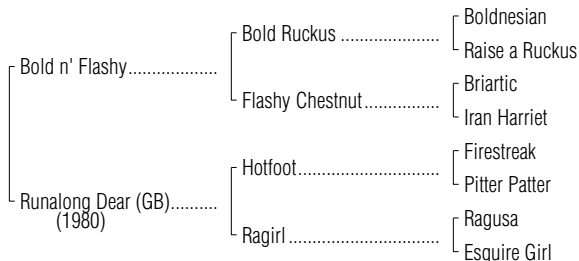 Boldnesian
Bold Ruckus ....................
Raise a Ruckus
Bold n' Flashy..................
Briartic
Flashy Chestnut................
Iran Harriet
Firestreak
Hotfoot.............................
Pitter Patter
Runalong Dear (GB)..........
(1980)
Ragusa
Ragirl ...............................
Esquire Girl